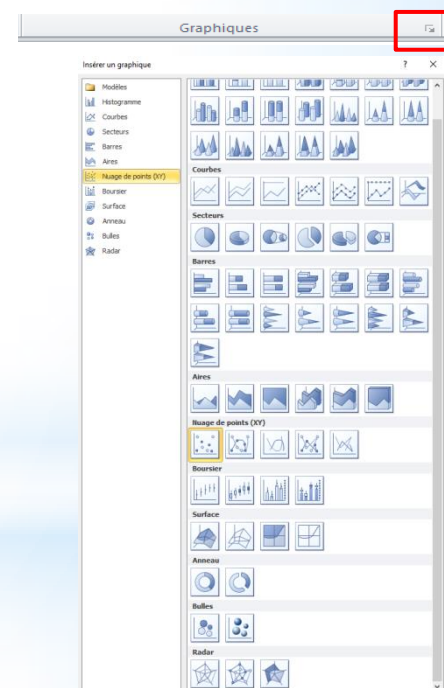 Graphiques
Insérer un graphique
? ×
Modèles
Histogramme
Courbes
Secteurs
Barres
Aires
Nuage de points (XY)
Boursier
Surface
Anneau
Bulles
Radar
Courbes
Secteurs
Barres
Aires
Nuage de points (XY)
Boursier
Surface
Anneau
Bulles
Radar